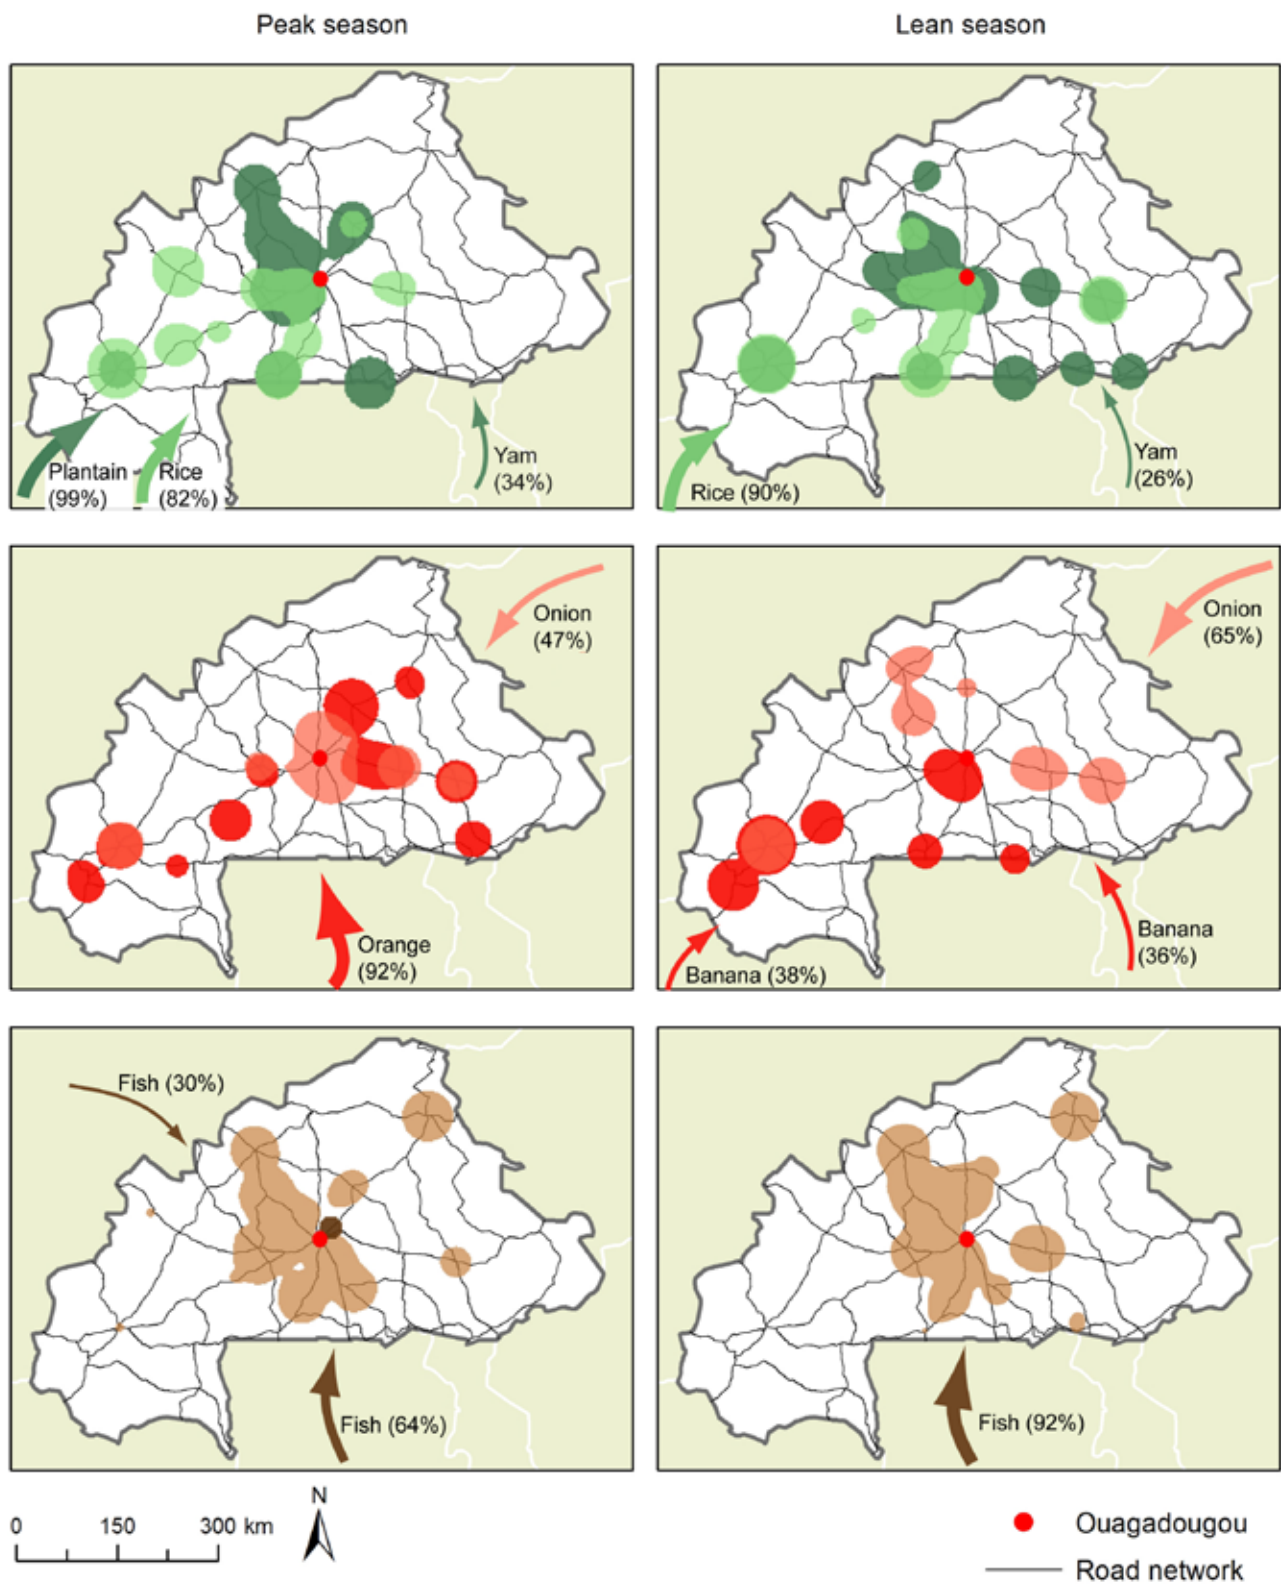 Peak season
Lean season
Plantain
(99%)
Rice
(82%)
Yam
(34%)
Rice (90%)
Yam
(26%)
Onion
(47%)
Orange
(92%)
Onion
(65%)
Banana (38%)
Banana
(36%)
Fish (30%)
Fish (64%)
Fish (92%)
0 150 300 km
N
Ouagadougou
Road network